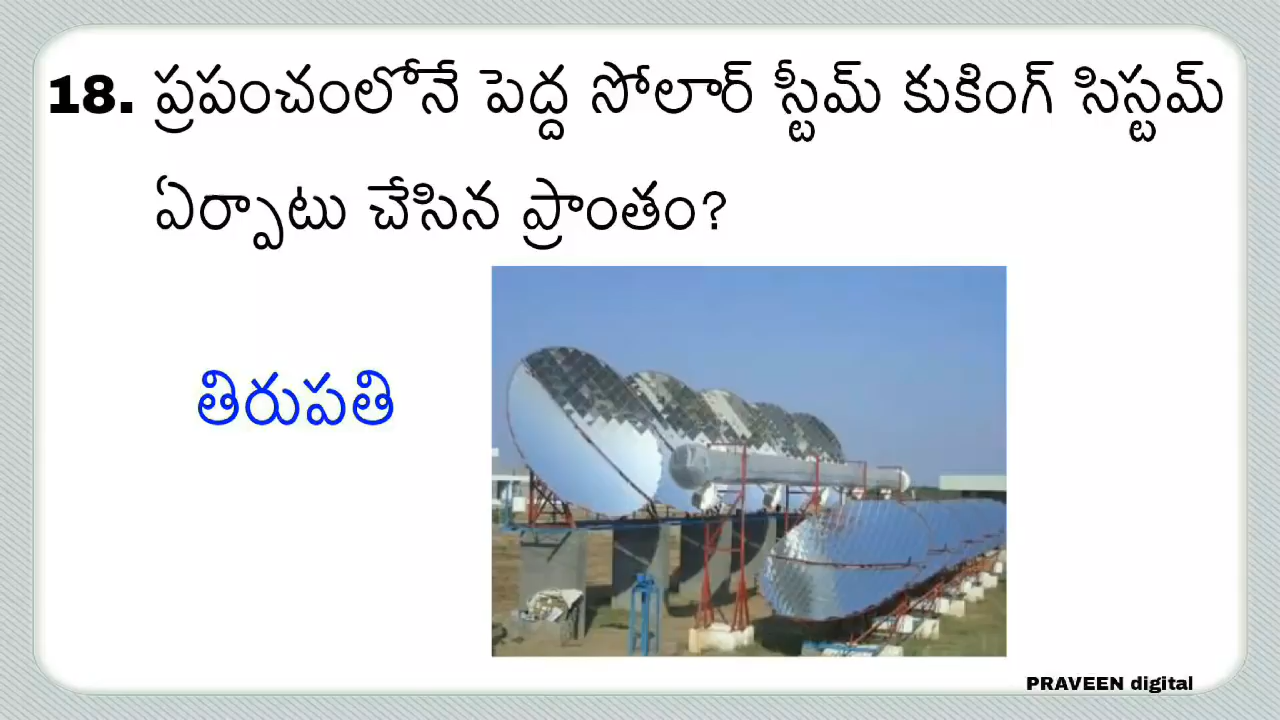 18. ప్రపంచంలోనే పెద్ద సోలార్ స్టీమ్ కుకింగ్ సిస్టమ్
ఏర్పాటు చేసిన ప్రాంతం?
తిరుపతి
PRAVEEN digital